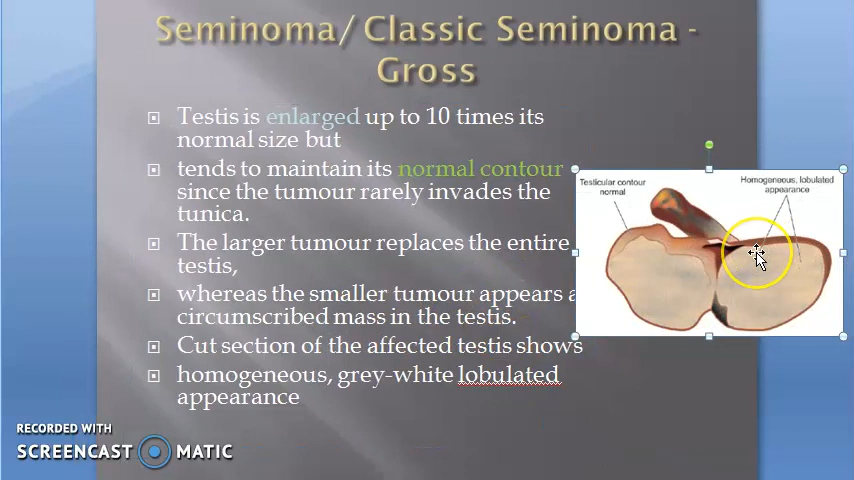 Seminoma/ Classic Seminoma -
Gross
Testis is enlarged up to 10 times its
normal size but
tends to maintain its normal contour
since the tumour rarely invades the
tunica.
The larger tumour replaces the entire
testis,
whereas the smaller tumour appears a
circumscribed mass in the testis.
Cut section of the affected testis shows
homogeneous, grey-white lobulated
appearance
Testicular contour
normal
Homogeneous, lobulated
appearance
RECORDED WITH
SCREENCAST MATIC